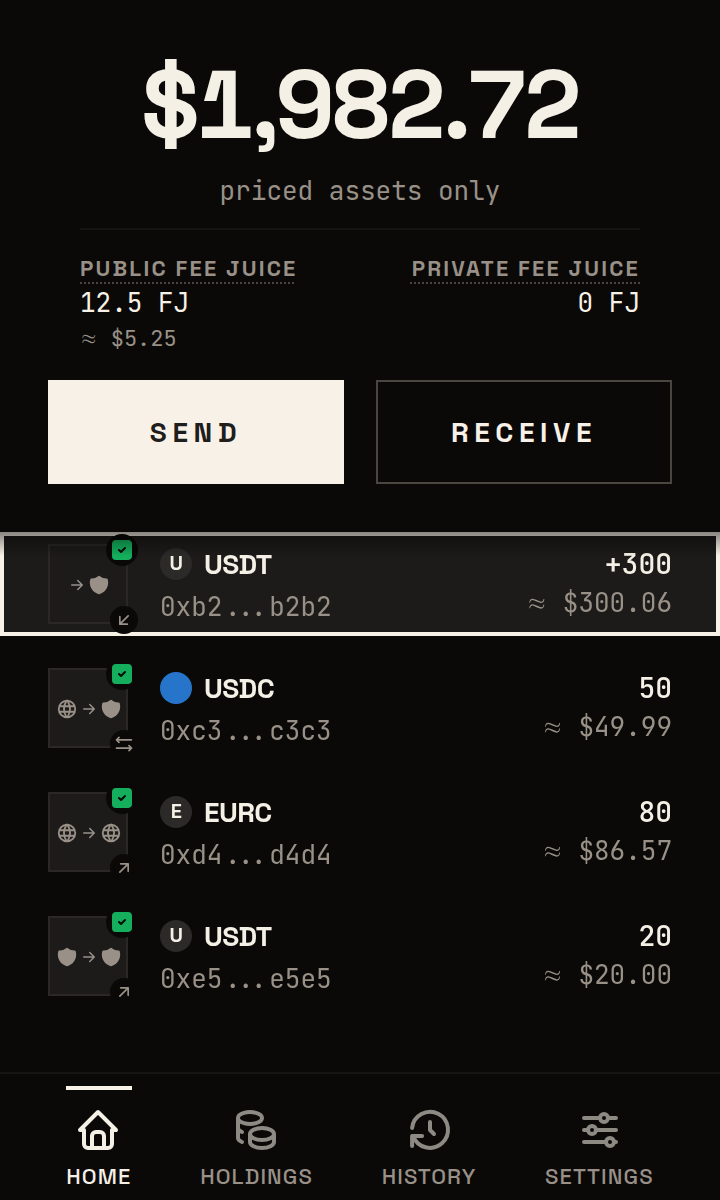 $1,982.72
priced assets only
PUBLIC FEE JUICE PRIVATE FEE JUICE
12.5 FJ 0 FJ
≈ $5.25
SEND RECEIVE
U USDT +300
0xb2...b2b2 ≈ $300.06
USDC 50
0xc3...c3c3 ≈ $49.99
E EURC 80
0xd4...d4d4 ≈ $86.57
U USDT 20
0xe5...e5e5 ≈ $20.00
HOME HOLDINGS HISTORY SETTINGS